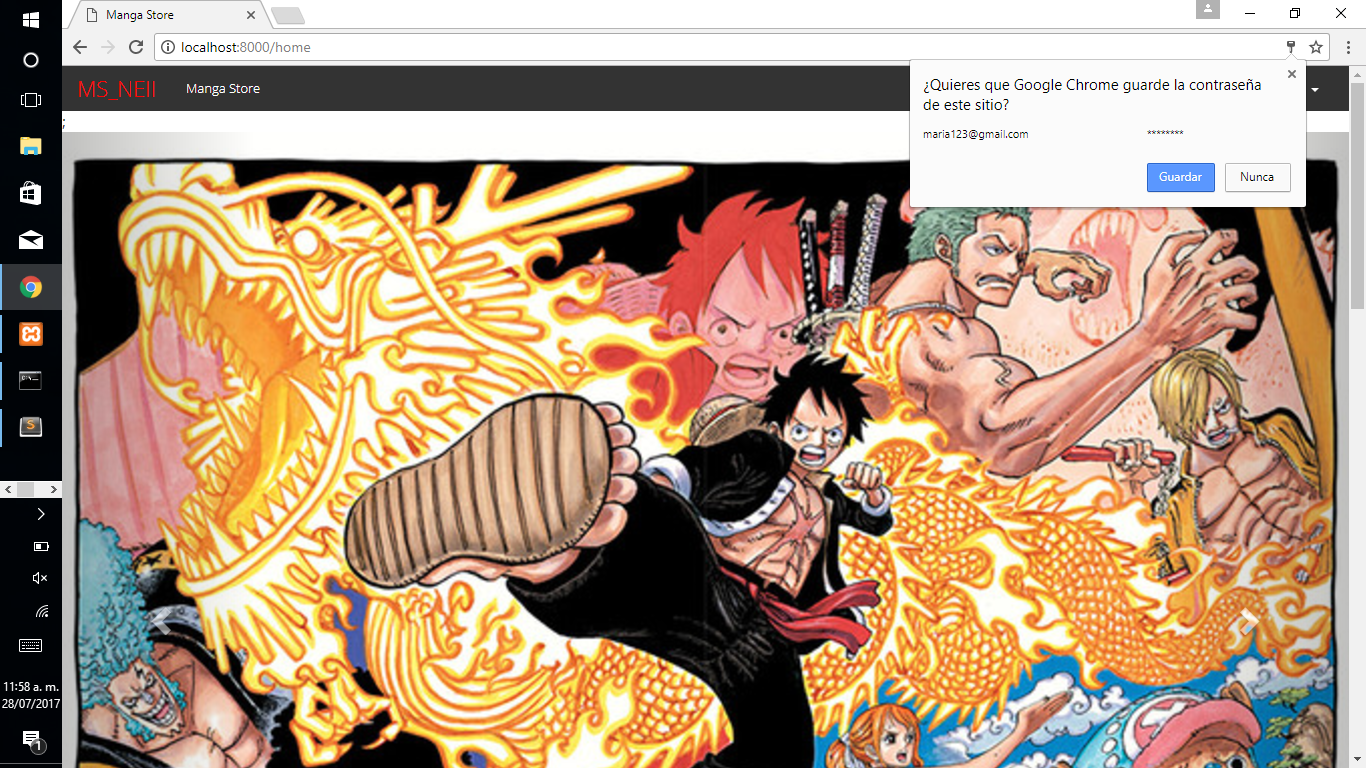 Manga Store
localhost:8000/home
MS_NEII
Manga Store
¿Quieres que Google Chrome guarde la contraseña
de este sitio?
maria123@gmail.com
********
Guardar
Nunca
;
11:58 a. m.
28/07/2017
1